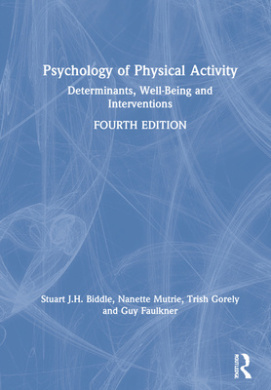 Psychology of Physical Activity
Determinants, Well-Being and
Interventions
FOURTH EDITION
Stuart J.H. Biddle, Nanette Mutrie, Trish Gorely
and Guy Faulkner
ROUTLEDGE